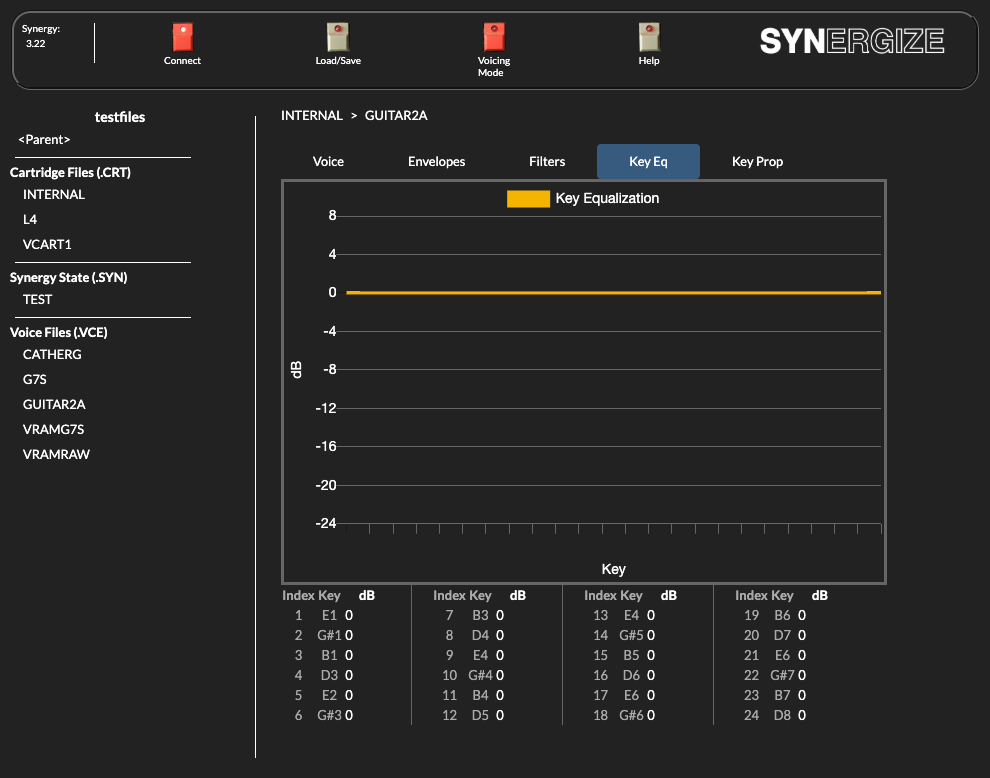 Synergy:
3.22
Connect
Load/Save
Voicing
Mode
Help
SYNERGIZE
testfiles
<Parent>
Cartridge Files (.CRT)
INTERNAL
L4
VCART1
Synergy State (.SYN)
TEST
Voice Files (.VCE)
CATHERG
G7S
GUITAR2A
VRAMG7S
VRAMRAW
INTERNAL > GUITAR2A
Voice Envelopes Filters Key Eq Key Prop
Key Equalization
8
4
0
-4
-8
-12
-16
-20
-24
dB
Key
Index Key dB Index Key dB Index Key dB Index Key dB
1 E1 0 7 B3 0 13 E4 0 19 B6 0
2 G#1 0 8 D4 0 14 G#5 0 20 D7 0
3 B1 0 9 E4 0 15 B5 0 21 E6 0
4 D3 0 10 G#4 0 16 D6 0 22 G#7 0
5 E2 0 11 B4 0 17 E6 0 23 B7 0
6 G#3 0 12 D5 0 18 G#6 0 24 D8 0